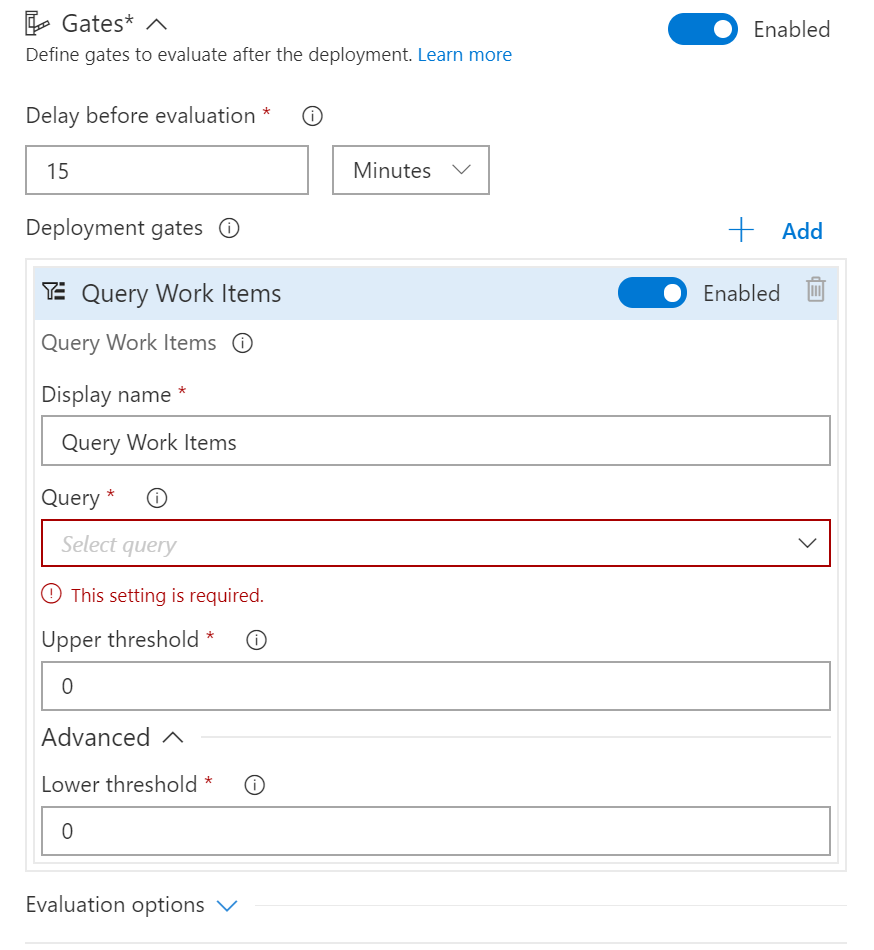 Gates*
Enabled
Define gates to evaluate after the deployment. Learn more
Delay before evaluation *
15
Minutes
Deployment gates
Add
Query Work Items
Enabled
Query Work Items
Display name *
Query Work Items
Query *
Select query
This setting is required.
Upper threshold *
0
Advanced
Lower threshold *
0
Evaluation options